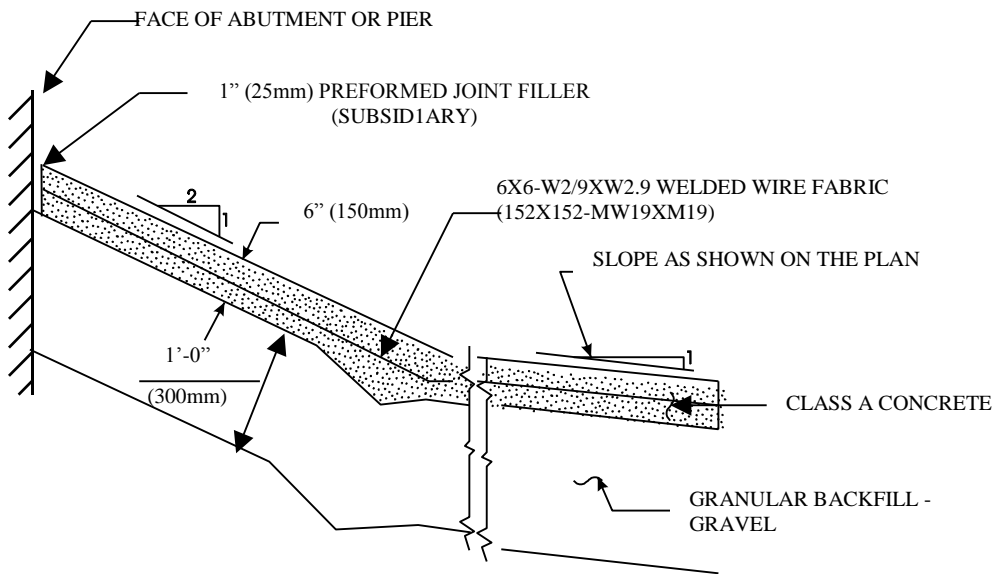 FACE OF ABUTMENT OR PIER
1” (25mm) PREFORMED JOINT FILLER
(SUBSID1ARY)
6X6-W2/9XW2.9 WELDED WIRE FABRIC
(152X152-MW19XM19)
2
1
6” (150mm)
SLOPE AS SHOWN ON THE PLAN
1
1’-0”
(300mm)
CLASS A CONCRETE
GRANULAR BACKFILL -
GRAVEL